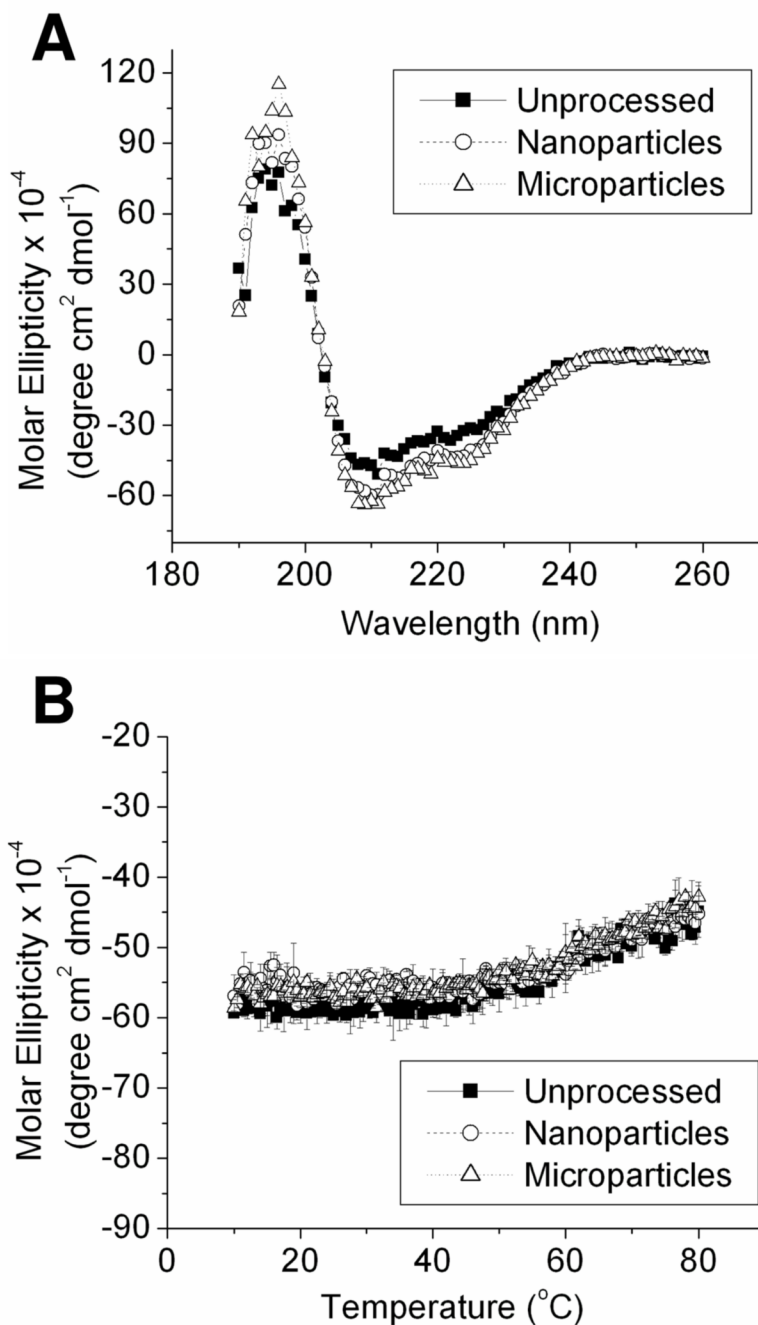 A
Molar Ellipticity x 10⁻⁴
(degree cm² dmol⁻¹)
120
90
60
30
0
-30
-60
Unprocessed
Nanoparticles
Microparticles
180 200 220 240 260
Wavelength (nm)
B
Molar Ellipticity x 10⁻⁴
(degree cm² dmol⁻¹)
-20
-30
-40
-50
-60
-70
-80
-90
Unprocessed
Nanoparticles
Microparticles
0 20 40 60 80
Temperature (°C)